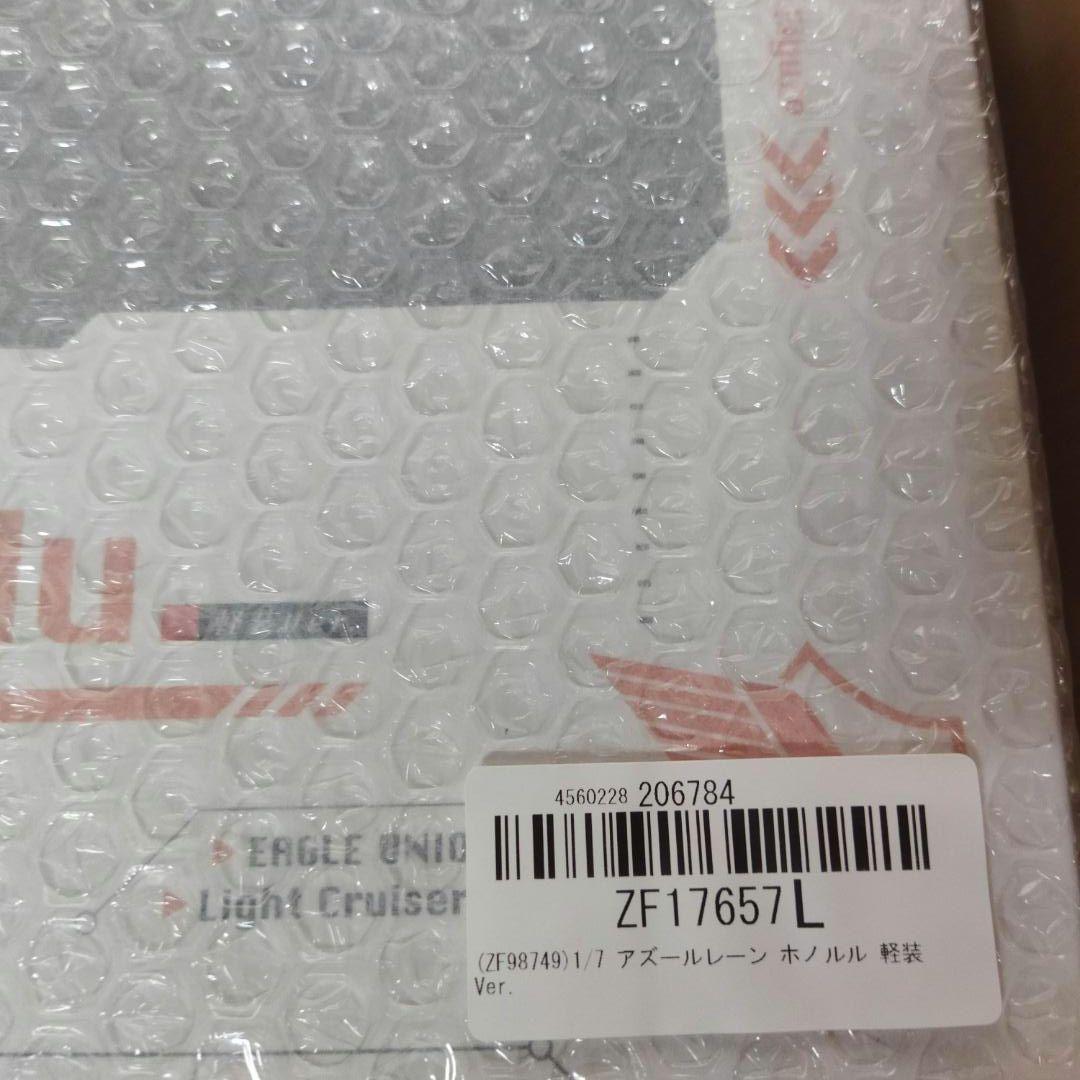 lu
EAGLE UNIO
Light Cruiser
4560228 206784
ZF17657L
(ZF98749)1/7 アズールレーン ホノルル 軽装
Ver.